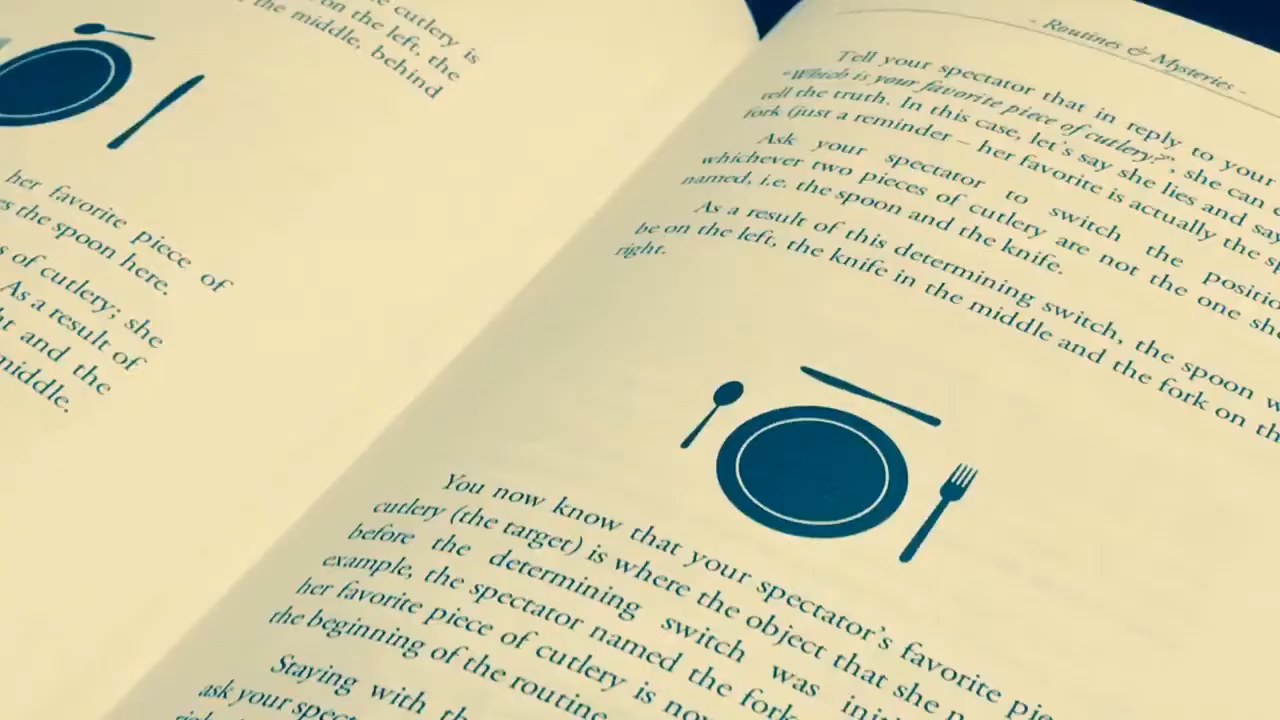 cutlery is
on the left, the
the middle, behind
her favorite piece of
the spoon here.
s of cutlery; she
As a result of
and the
middle.
- Routines & Mysteries -
Tell your spectator that in reply to your
"Which is your favorite piece of cutlery?", she can
tell the truth. In this case, let's say she lies and say
fork (just a reminder – her favorite is actually the
Ask your spectator to switch the
whichever two pieces of cutlery are not the one she
named, i.e. the spoon and the knife.
As a result of this determining switch, the spoon
be on the left, the knife in the middle and the fork on
right.
You now know that your spectator's favorite
cutlery (the target) is where the object that she
before the determining switch was
example, the spectator named the fork
her favorite piece of cutlery is now
the beginning of the routine
Staying with
ask your